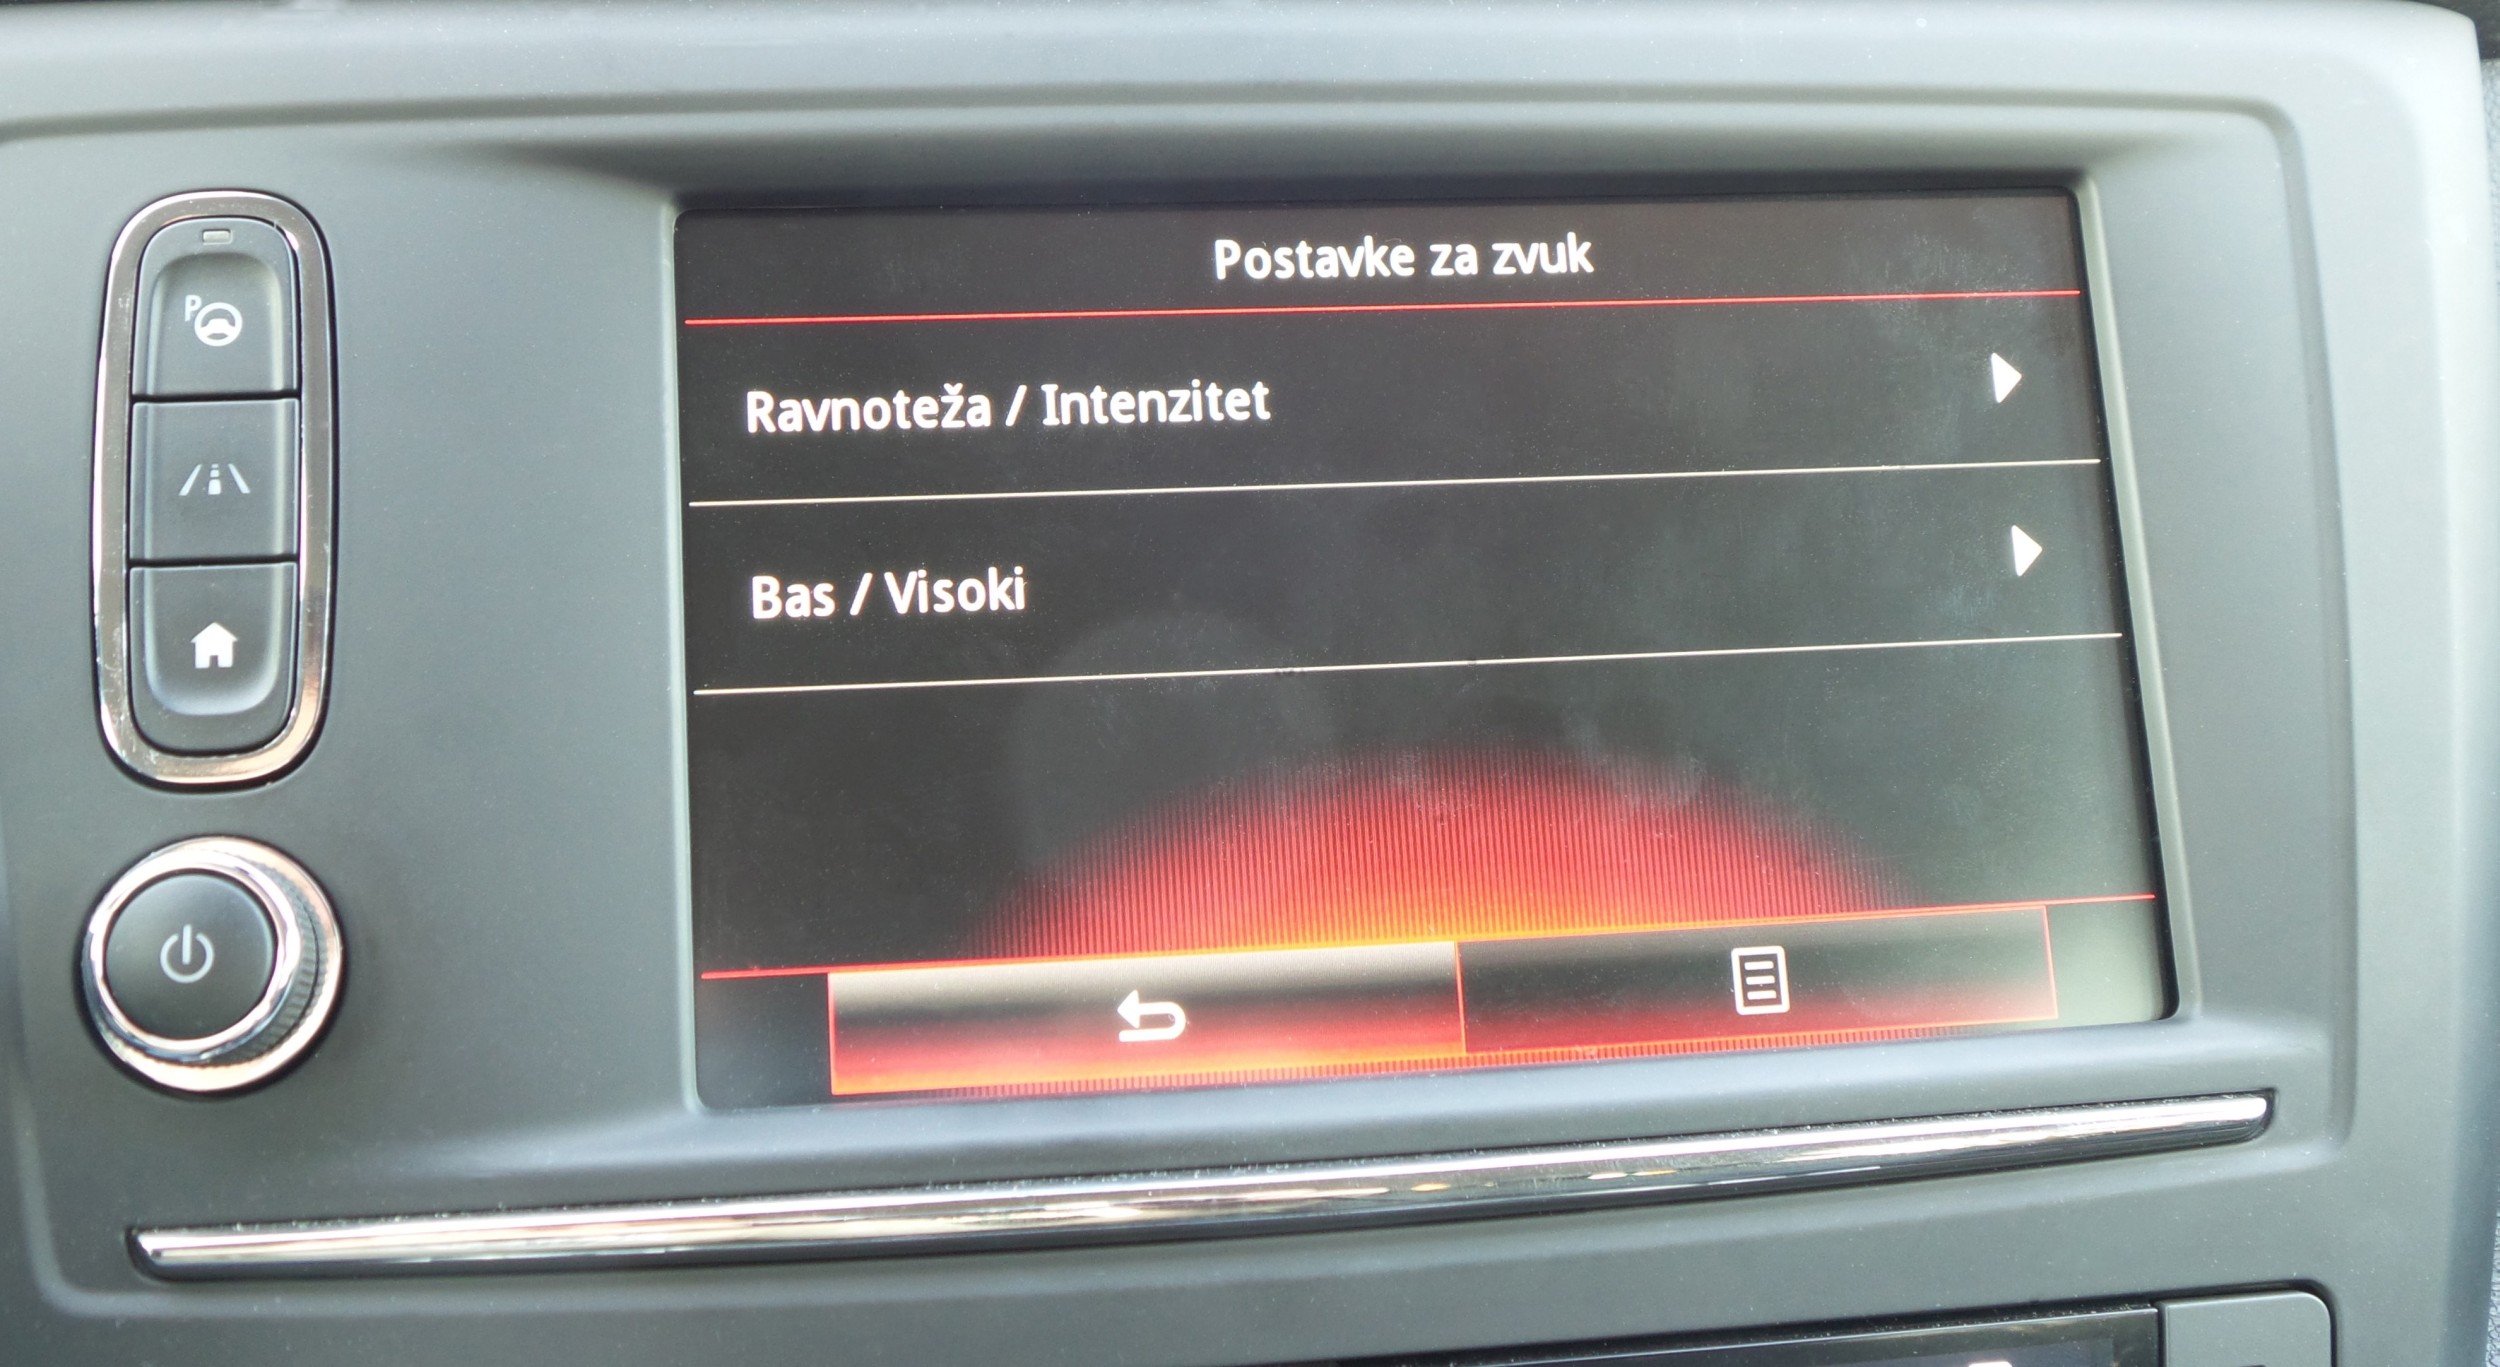 Postavke za zvuk
Ravnoteža / Intenzitet
Bas / Visoki
P